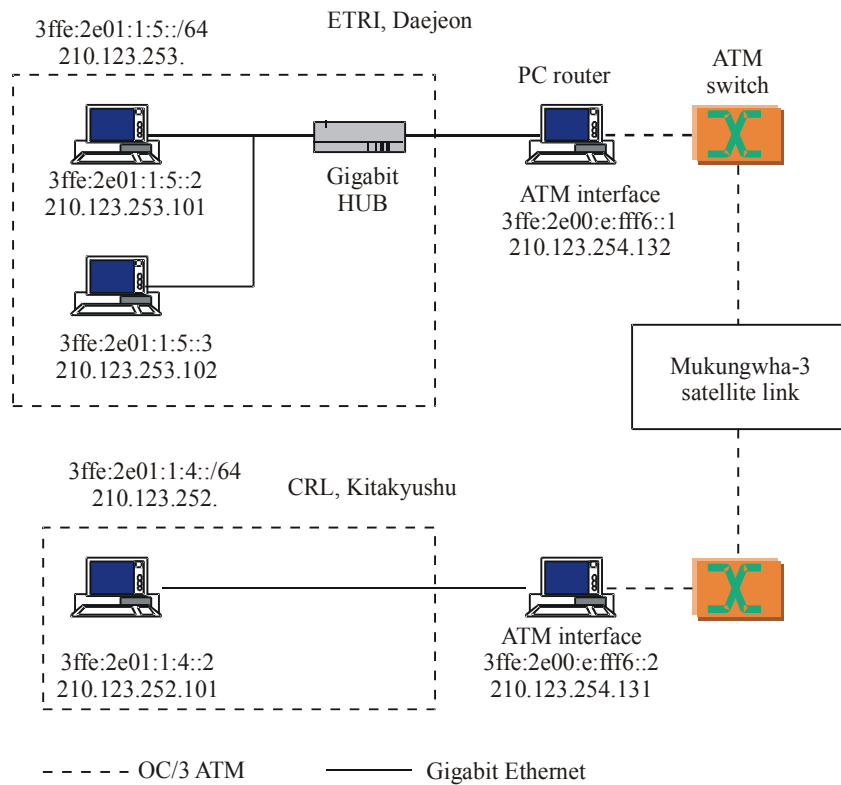 3ffe:2e01:1:5::/64
210.123.253.
ETRI, Daejeon
PC router
ATM
switch
3ffe:2e01:1:5::2
210.123.253.101
Gigabit
HUB
ATM interface
3ffe:2e00:e:fff6::1
210.123.254.132
3ffe:2e01:1:5::3
210.123.253.102
Mukungwha-3
satellite link
3ffe:2e01:1:4::/64
210.123.252.
CRL, Kitakyushu
3ffe:2e01:1:4::2
210.123.252.101
ATM interface
3ffe:2e00:e:fff6::2
210.123.254.131
OC/3 ATM
Gigabit Ethernet